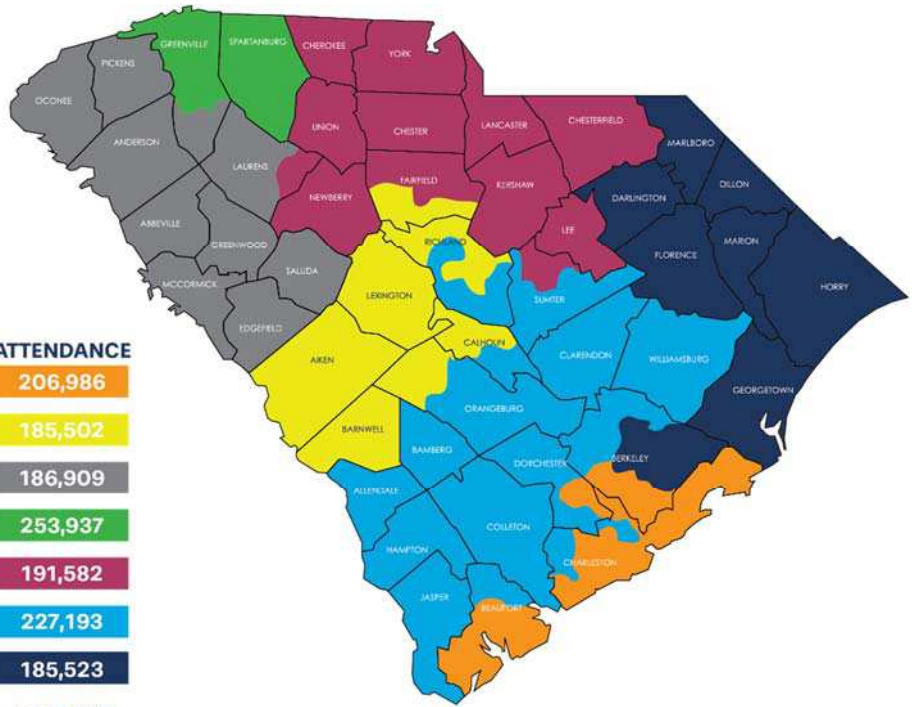 GREENVILLE
SPARTANBURG
CHEROKEE
YORK
PICKENS
OCONEE
ANDERSON
UNION
CHESTER
LANCASTER
CHESTERFIELD
MARLBORO
LAURENS
FAIRFIELD
KERSHAW
DILLON
NEWBERRY
DARLINGTON
ABBEVILLE
GREENWOOD
LEE
MARION
RICHLAND
FLORENCE
SALUDA
MCCORMICK
LEXINGTON
SUMTER
HORRY
EDGEFIELD
CALHOUN
AIKEN
CLARENDON
WILLIAMSBURG
GEORGETOWN
ORANGEBURG
BARNWELL
BAMBERG
DORCHESTER
BERKELEY
ALLENDALE
COLLETON
HAMPTON
CHARLESTON
JASPER
BEAUFORT
ATTENDANCE
206,986
185,502
186,909
253,937
191,582
227,193
185,523